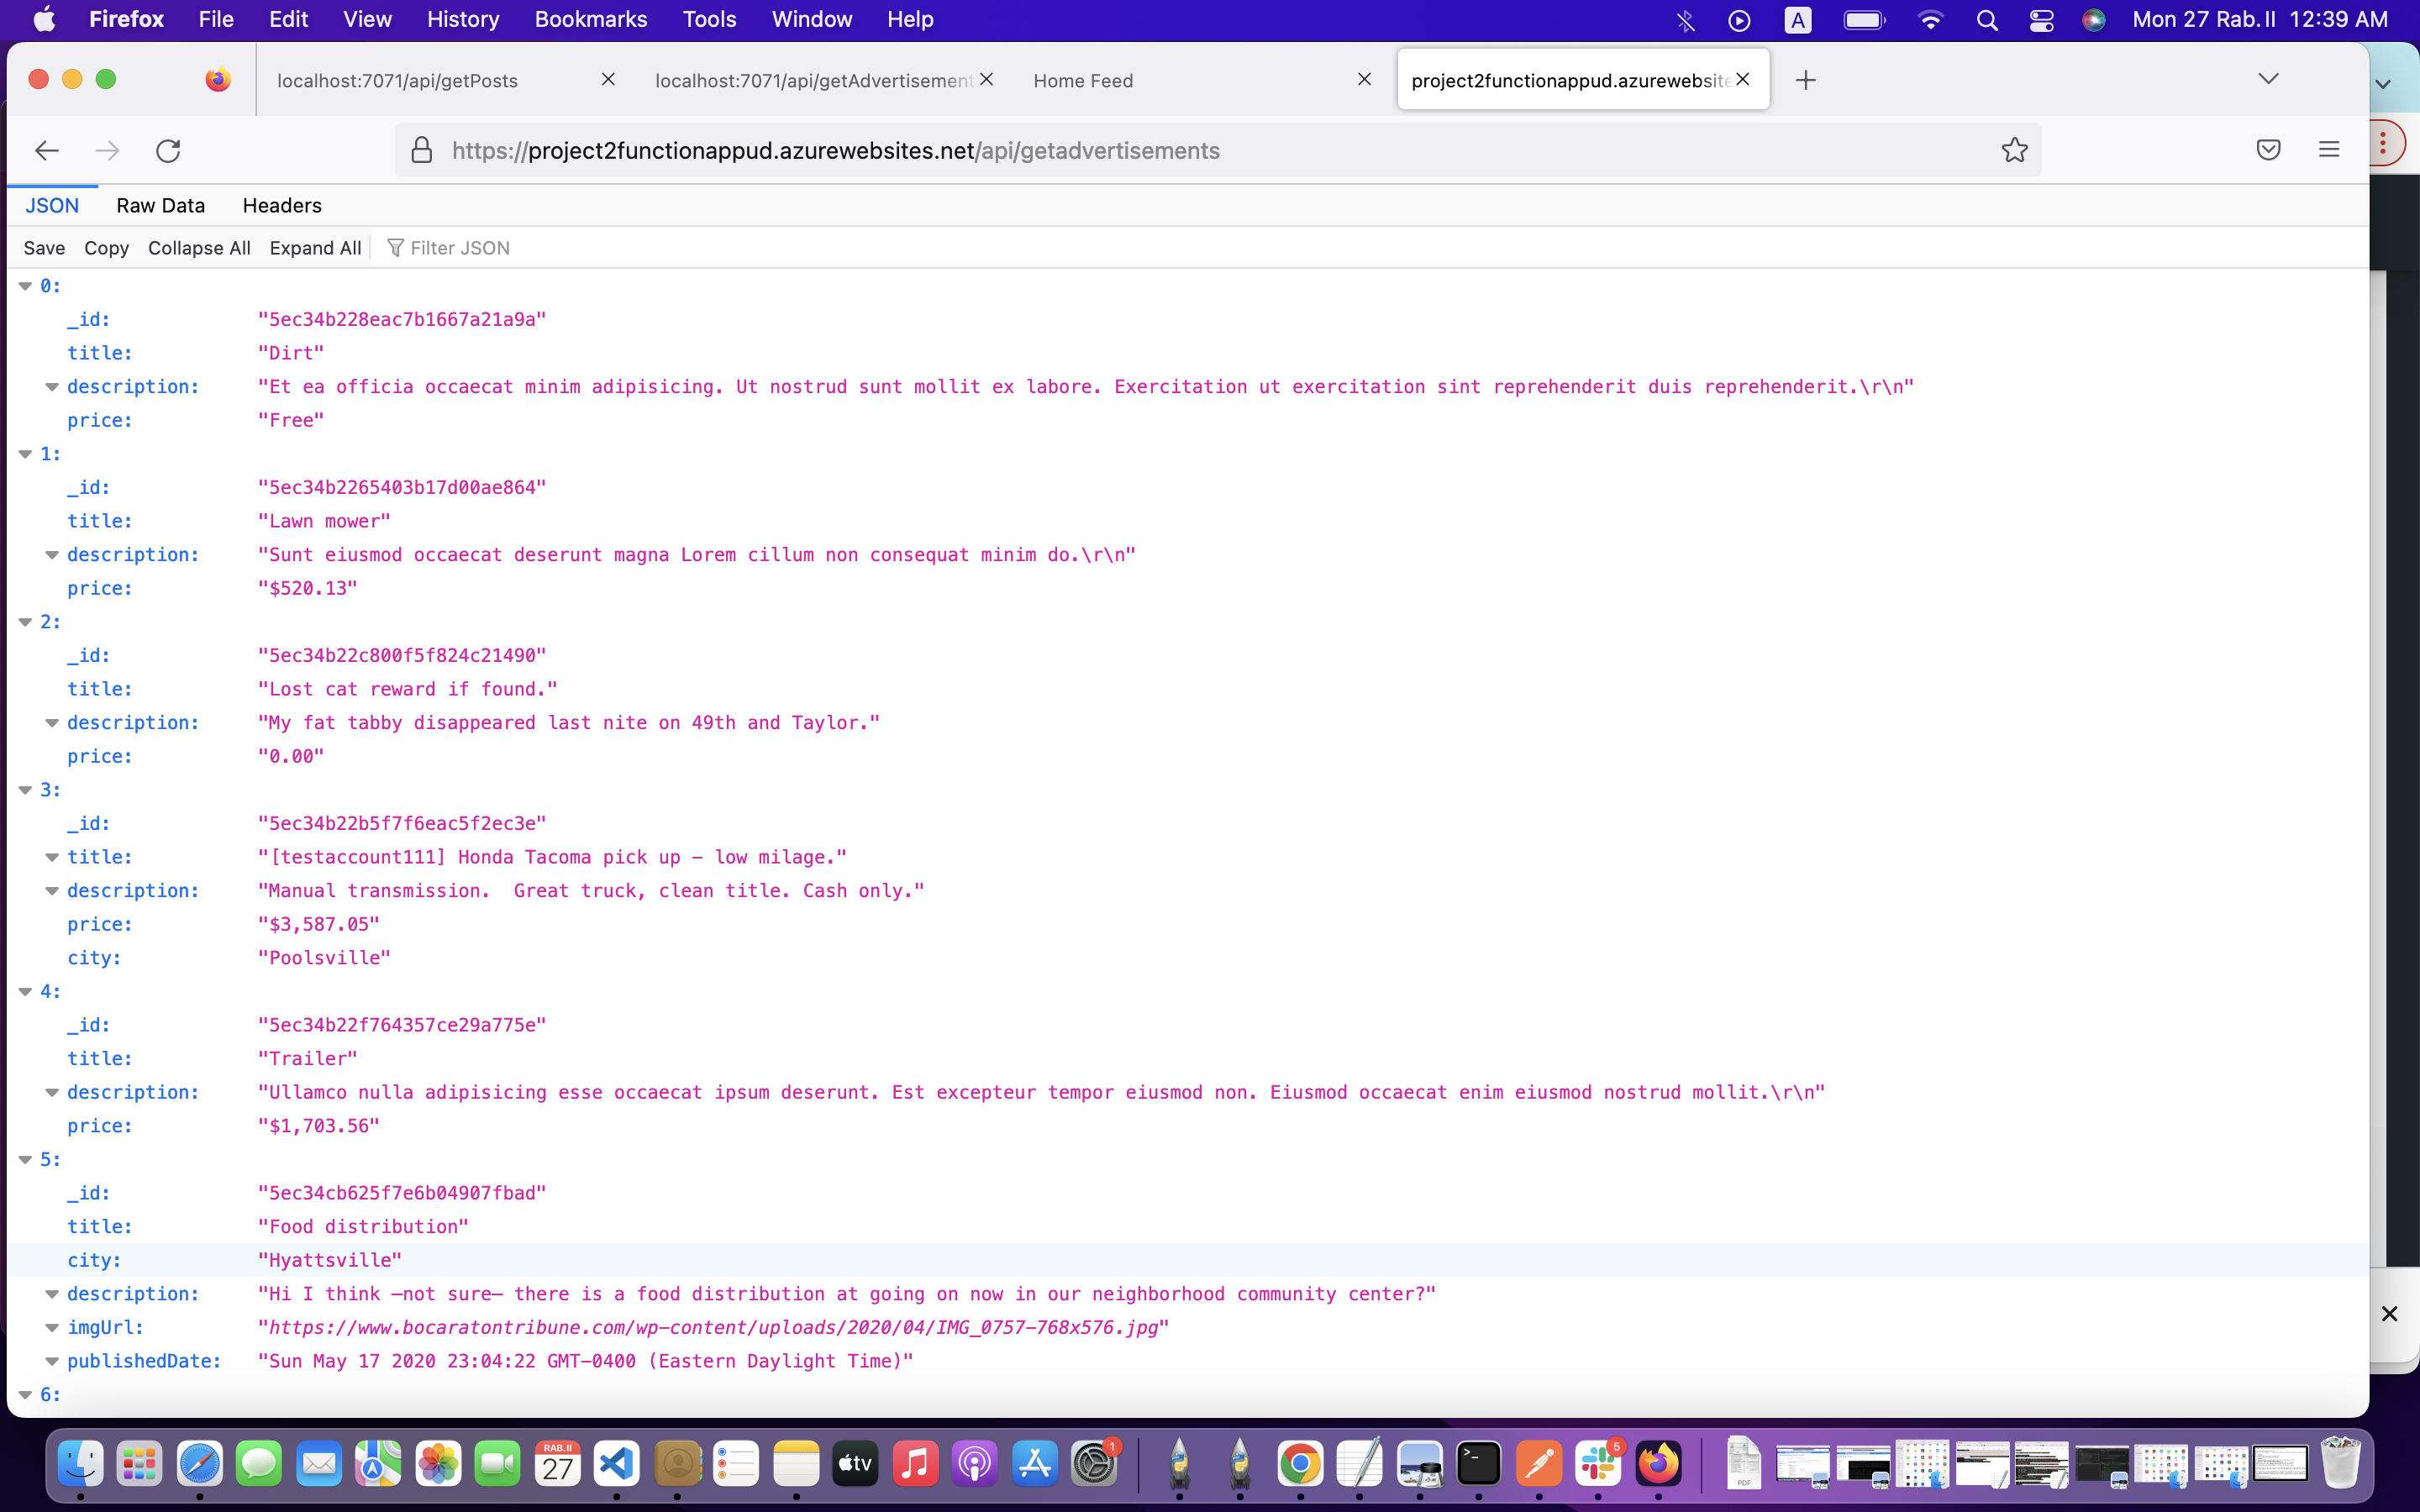 Firefox File Edit View History Bookmarks Tools Window Help A Mon 27 Rab. II 12:39 AM
localhost:7071/api/getPosts localhost:7071/api/getAdvertisement Home Feed project2functionappud.azurewebsite
https://project2functionappud.azurewebsites.net/api/getadvertisements
JSON Raw Data Headers
Save Copy Collapse All Expand All Filter JSON
0:
_id: "5ec34b228eac7b1667a21a9a"
title: "Dirt"
description: "Et ea officia occaecat minim adipisicing. Ut nostrud sunt mollit ex labore. Exercitation ut exercitation sint reprehenderit duis reprehenderit.\r\n"
price: "Free"
1:
_id: "5ec34b2265403b17d00ae864"
title: "Lawn mower"
description: "Sunt eiusmod occaecat deserunt magna Lorem cillum non consequat minim do.\r\n"
price: "$520.13"
2:
_id: "5ec34b22c800f5f824c21490"
title: "Lost cat reward if found."
description: "My fat tabby disappeared last nite on 49th and Taylor."
price: "0.00"
3:
_id: "5ec34b22b5f7f6eac5f2ec3e"
title: "[testaccount111] Honda Tacoma pick up - low milage."
description: "Manual transmission.  Great truck, clean title. Cash only."
price: "$3,587.05"
city: "Poolsville"
4:
_id: "5ec34b22f764357ce29a775e"
title: "Trailer"
description: "Ullamco nulla adipisicing esse occaecat ipsum deserunt. Est excepteur tempor eiusmod non. Eiusmod occaecat enim eiusmod nostrud mollit.\r\n"
price: "$1,703.56"
5:
_id: "5ec34cb625f7e6b04907fbad"
title: "Food distribution"
city: "Hyattsville"
description: "Hi I think —not sure— there is a food distribution at going on now in our neighborhood community center?"
imgUrl: "https://www.bocaratontribune.com/wp-content/uploads/2020/04/IMG_0757-768x576.jpg"
publishedDate: "Sun May 17 2020 23:04:22 GMT-0400 (Eastern Daylight Time)"
6:
RAB. II
27
tv
1
5
PDF